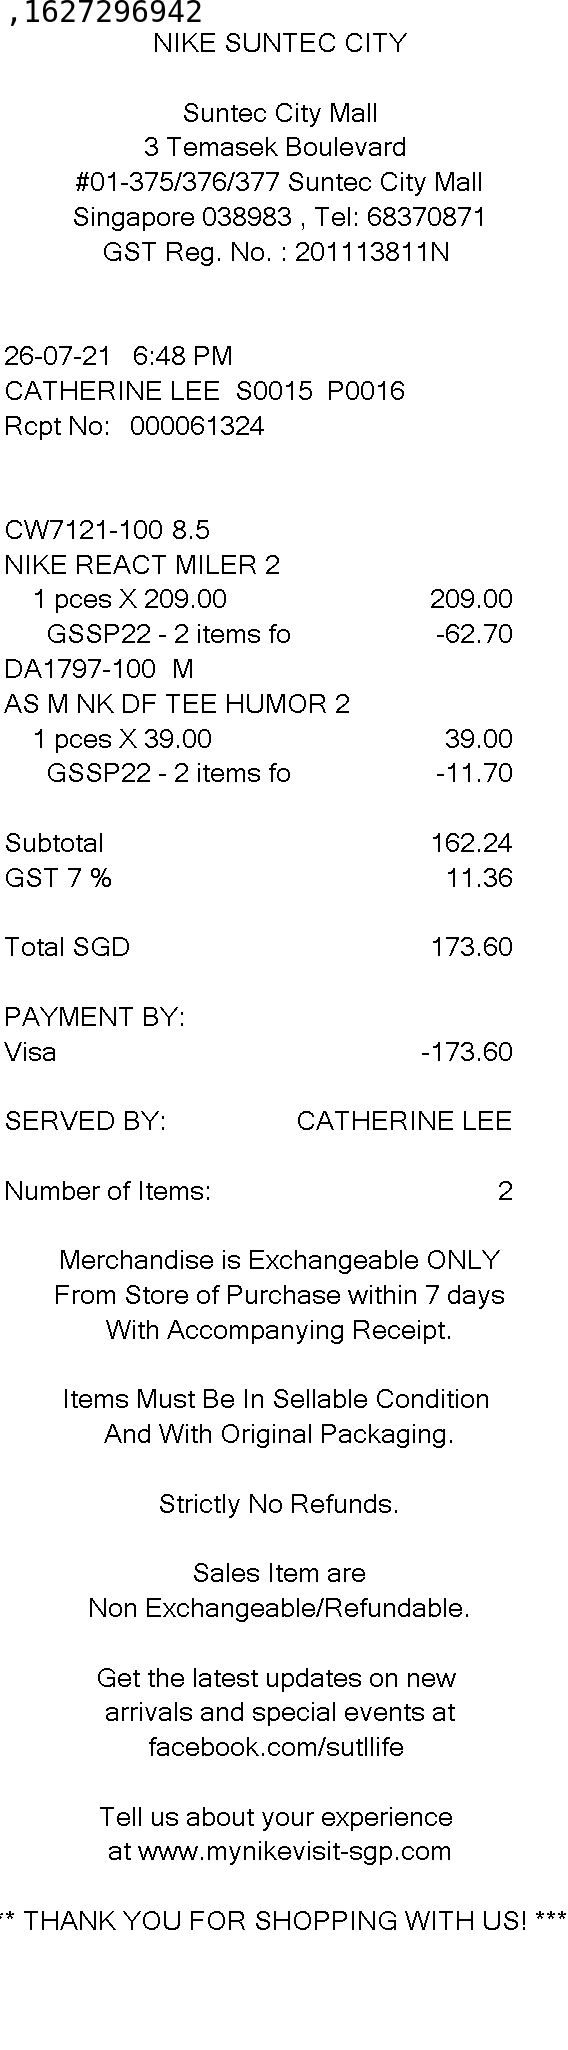 ,1627296942
NIKE SUNTEC CITY
Suntec City Mall
3 Temasek Boulevard
#01-375/376/377 Suntec City Mall
Singapore 038983 , Tel: 68370871
GST Reg. No. : 201113811N
26-07-21 6:48 PM
CATHERINE LEE S0015 P0016
Rcpt No: 000061324
CW7121-100 8.5
NIKE REACT MILER 2
1 pces X 209.00 209.00
GSSP22 - 2 items fo -62.70
DA1797-100 M
AS M NK DF TEE HUMOR 2
1 pces X 39.00 39.00
GSSP22 - 2 items fo -11.70
Subtotal 162.24
GST 7 % 11.36
Total SGD 173.60
PAYMENT BY:
Visa -173.60
SERVED BY: CATHERINE LEE
Number of Items: 2
Merchandise is Exchangeable ONLY
From Store of Purchase within 7 days
With Accompanying Receipt.
Items Must Be In Sellable Condition
And With Original Packaging.
Strictly No Refunds.
Sales Item are
Non Exchangeable/Refundable.
Get the latest updates on new
arrivals and special events at
facebook.com/sutllife
Tell us about your experience
at www.mynikevisit-sgp.com
** THANK YOU FOR SHOPPING WITH US! ***